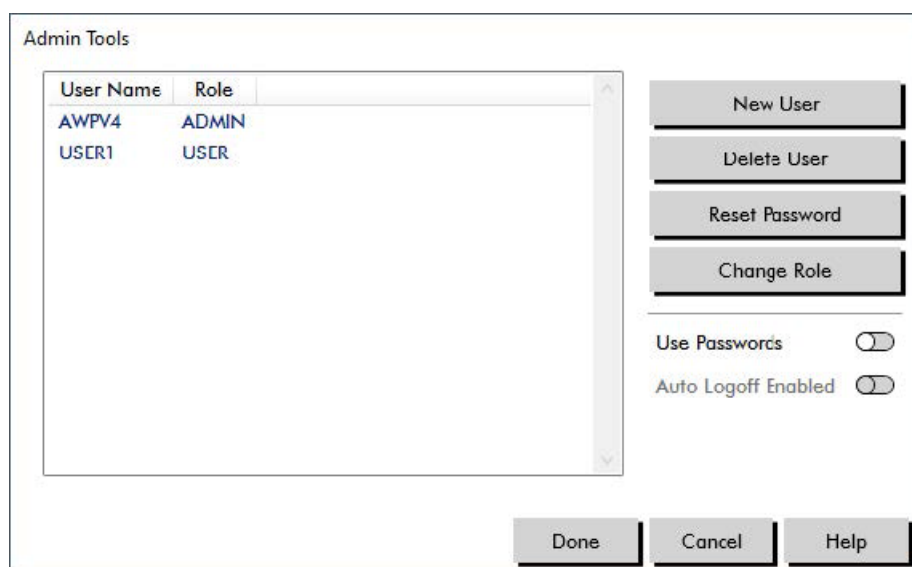 Admin Tools
User Name Role
AWPV4 ADMIN
USER1 USER
New User
Delete User
Reset Password
Change Role
Use Passwords
Auto Logoff Enabled
Done Cancel Help